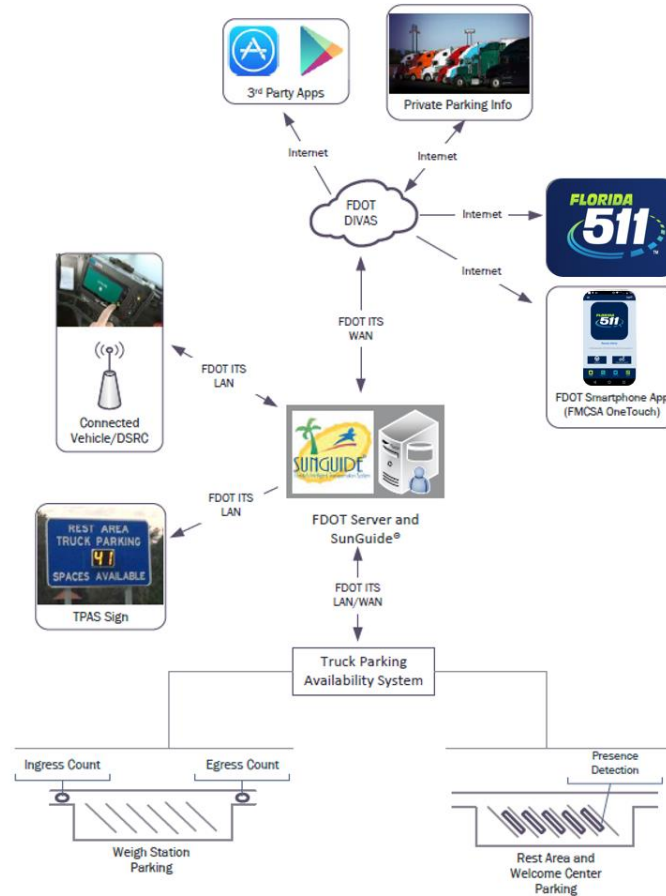 3rd Party Apps
Private Parking Info
Internet
Internet
FDOT
DIVAS
Internet
FLORIDA
511
Internet
FLORIDA
511
FDOT Smartphone App
(FMCSA OneTouch)
FDOT ITS
WAN
FDOT ITS
LAN
Connected
Vehicle/DSRC
SUNGUIDE
FDOT Server and
SunGuide®
FDOT ITS
LAN
REST AREA
TRUCK PARKING
41
SPACES AVAILABLE
TPAS Sign
FDOT ITS
LAN/WAN
Truck Parking
Availability System
Ingress Count
Egress Count
Weigh Station
Parking
Presence
Detection
Rest Area and
Welcome Center
Parking